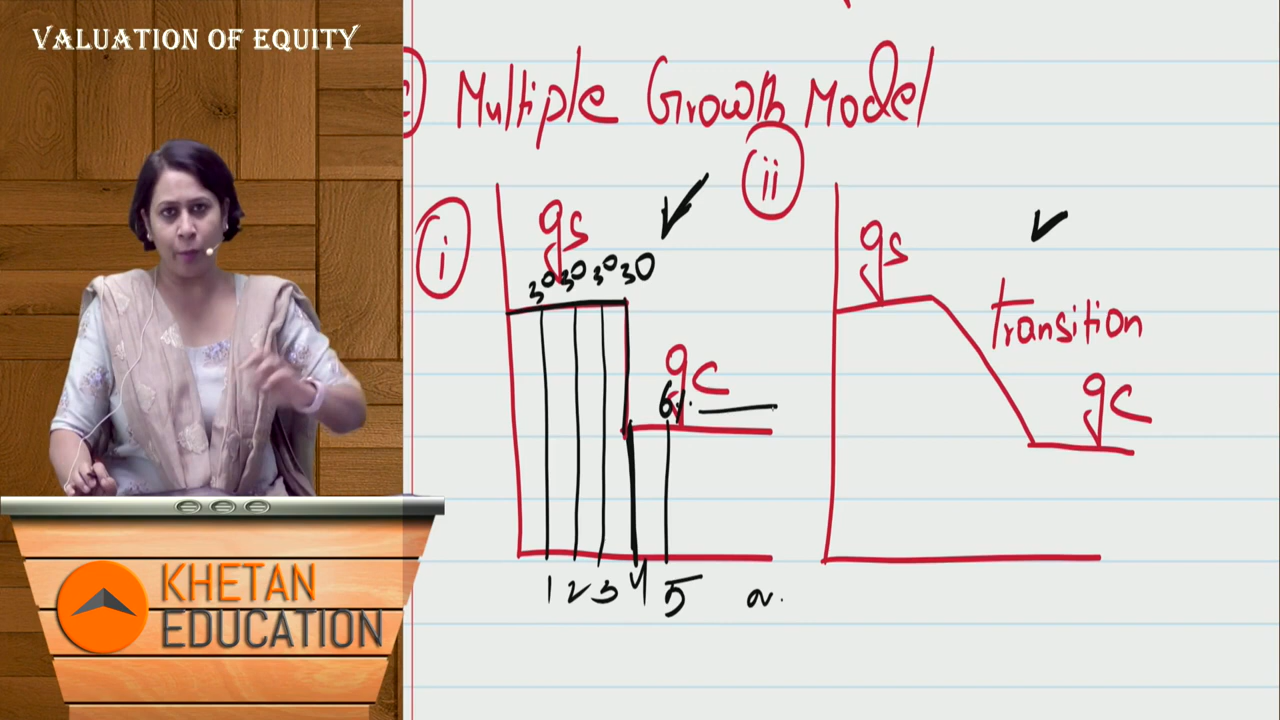 VALUATION OF EQUITY
Multiple Growth Model
i
gs
30 30 30 30
gc
6%
1 2 3 4 5
ii
gs
Transition
gc
KHETAN
EDUCATION